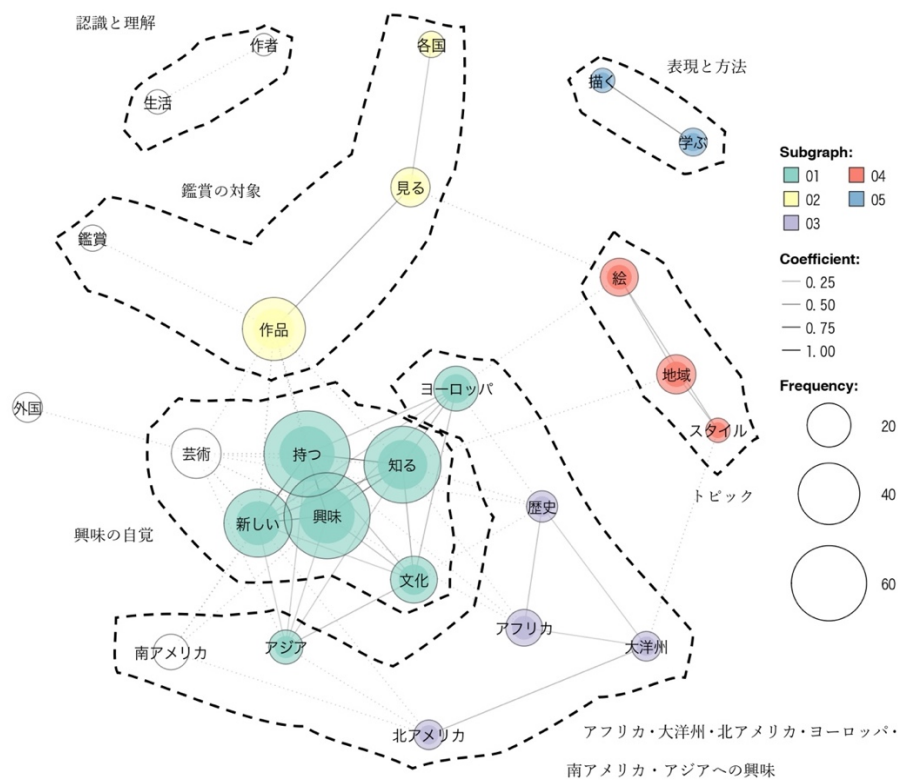 認識と理解
作者
生活
各国
表現と方法
描く
学ぶ
鑑賞の対象
見る
鑑賞
作品
絵
地域
スタイル
トピック
ヨーロッパ
外国
芸術
持つ
知る
新しい
興味
歴史
興味の自覚
文化
アフリカ
南アメリカ
アジア
大洋州
北アメリカ
アフリカ・大洋州・北アメリカ・ヨーロッパ・
南アメリカ・アジアへの興味
Subgraph:
01 04
02 05
03
Coefficient:
0.25
0.50
0.75
1.00
Frequency:
20
40
60